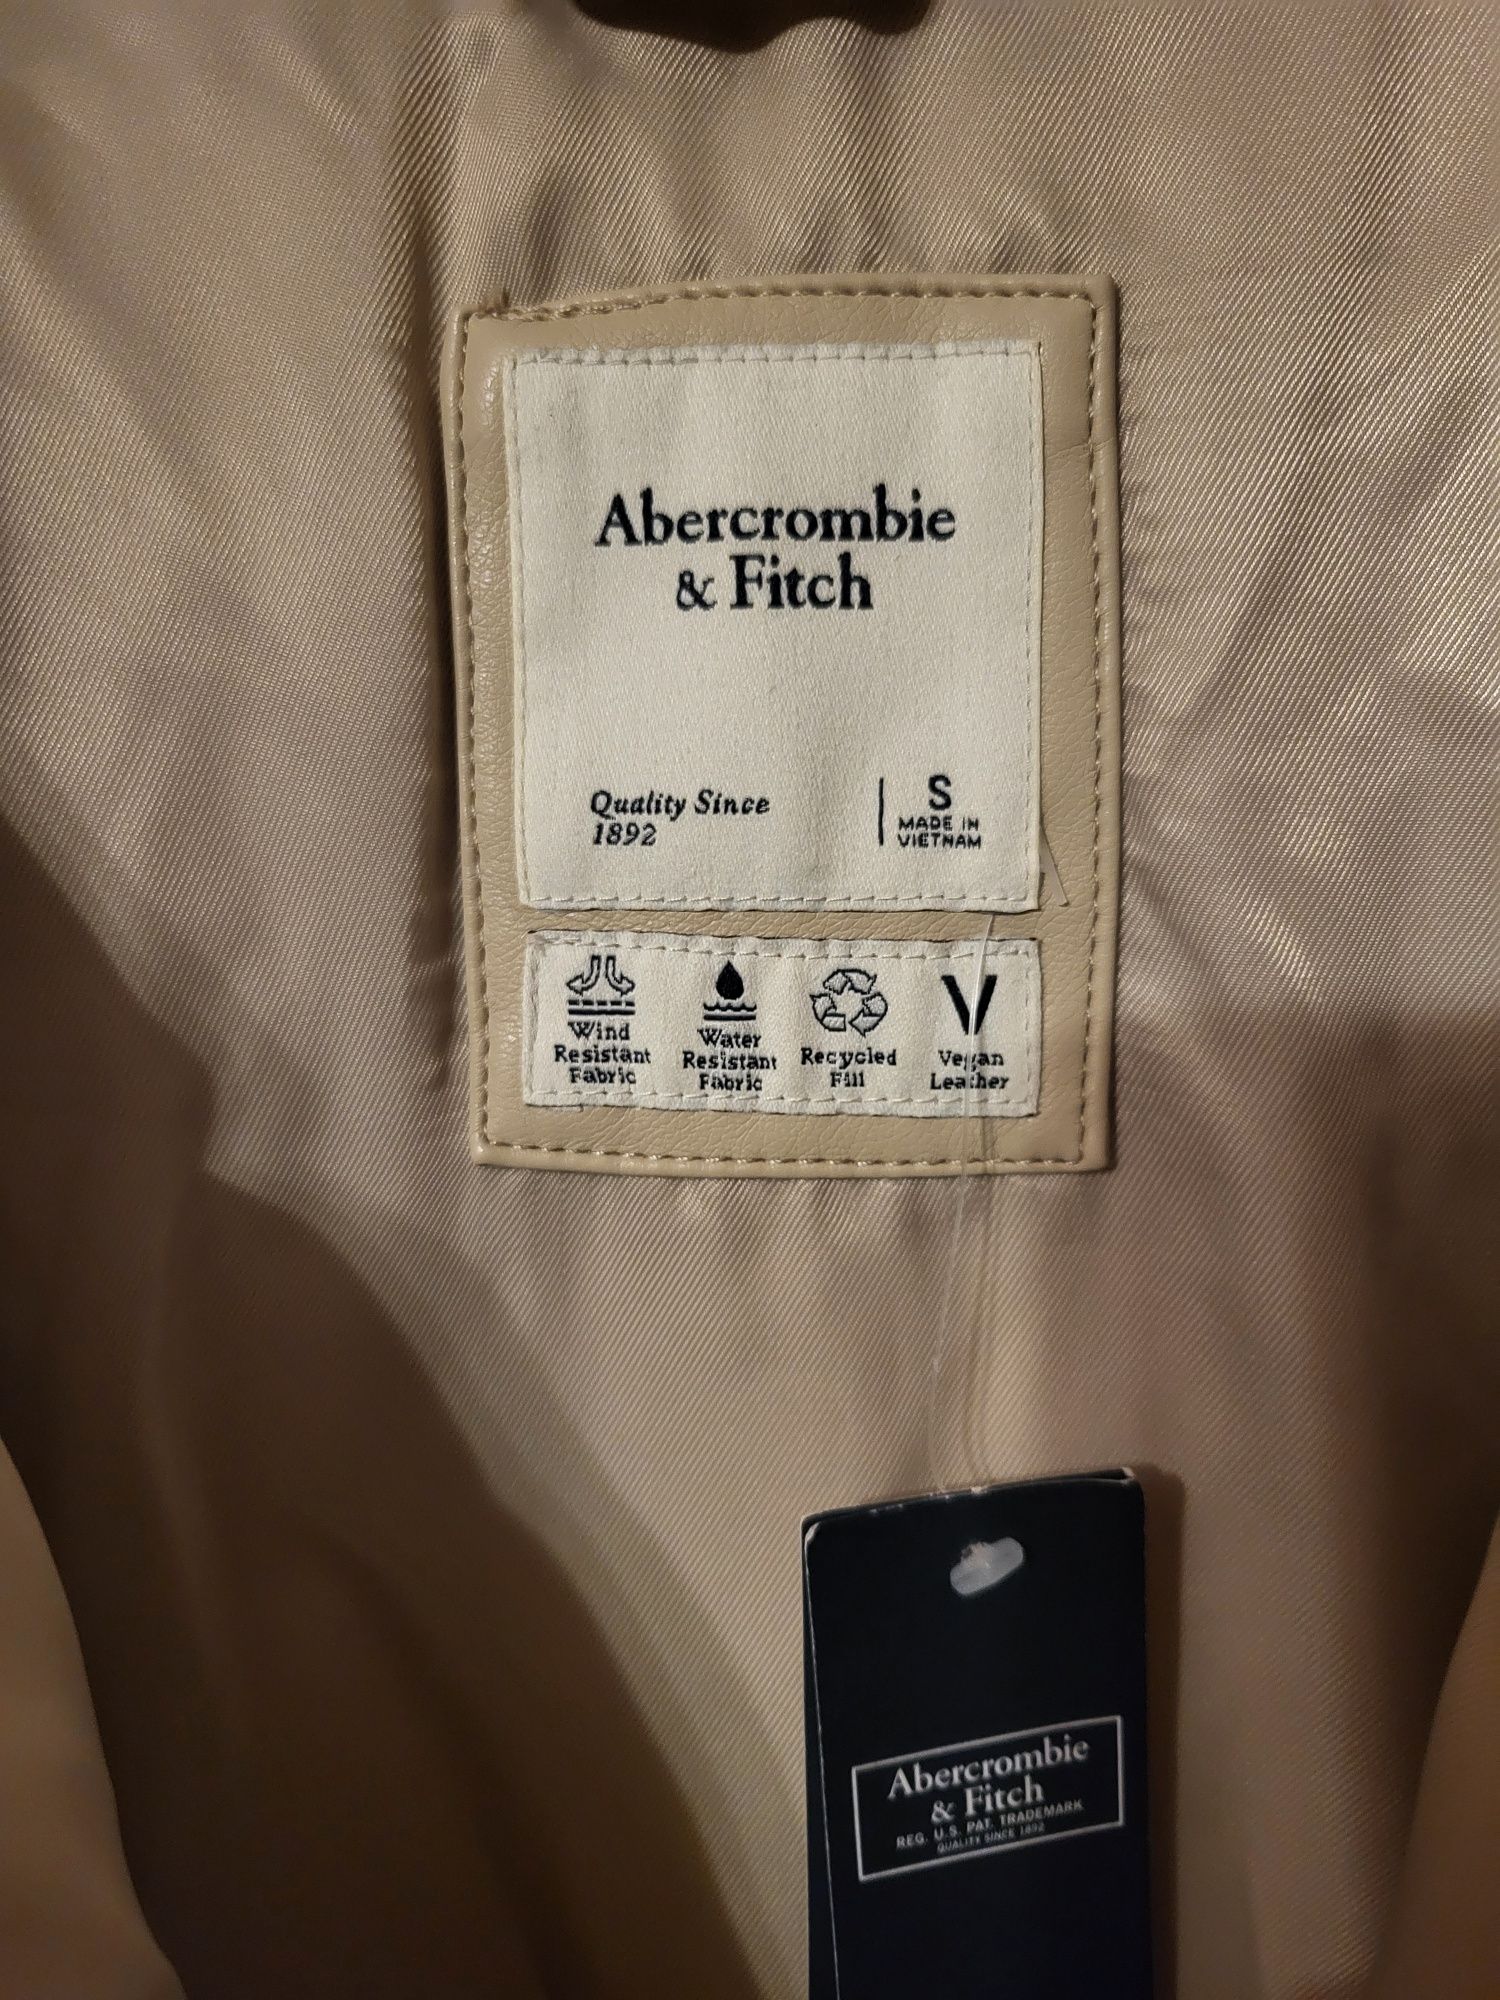 Abercrombie
& Fitch
Quality Since
1892
S
MADE IN
VIETNAM
Wind
Resistant
Fabric
Water
Resistant
Fabric
Recycled
Fill
V
Vegan
Leather
Abercrombie
& Fitch
REG. U.S. PAT. TRADEMARK
QUALITY SINCE 1892